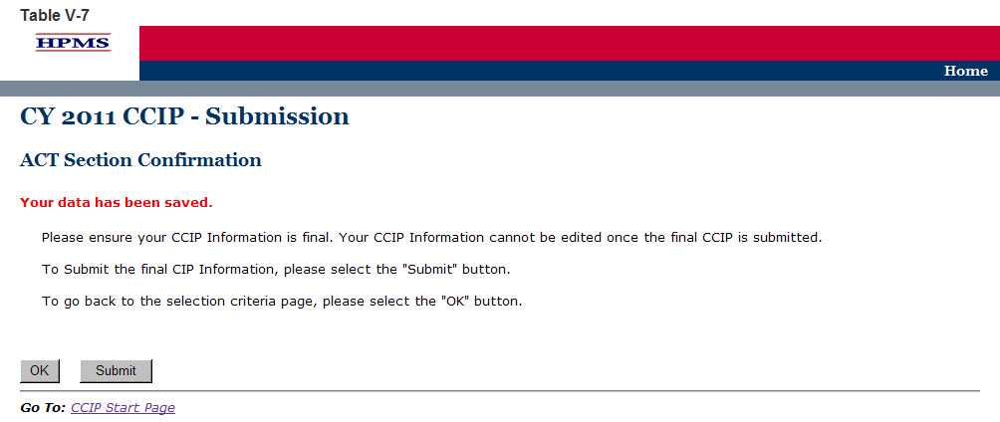 Table V-7
HPMS
Home
CY 2011 CCIP - Submission
ACT Section Confirmation
Your data has been saved.
Please ensure your CCIP Information is final. Your CCIP Information cannot be edited once the final CCIP is submitted.
To Submit the final CIP Information, please select the "Submit" button.
To go back to the selection criteria page, please select the "OK" button.
OK Submit
Go To: CCIP Start Page